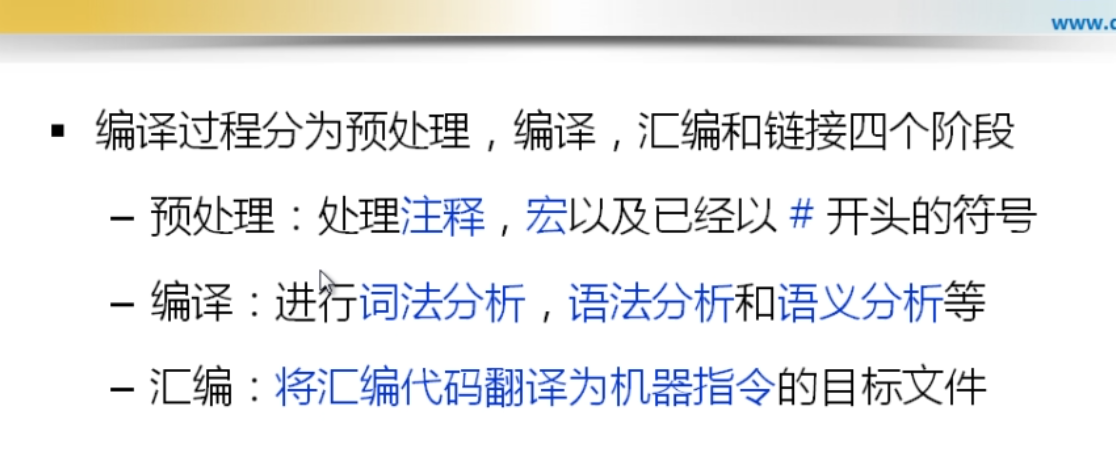 www.c
▪ 编译过程分为预处理，编译，汇编和链接四个阶段
– 预处理：处理注释，宏以及已经以 # 开头的符号
– 编译：进行词法分析，语法分析和语义分析等
– 汇编：将汇编代码翻译为机器指令的目标文件